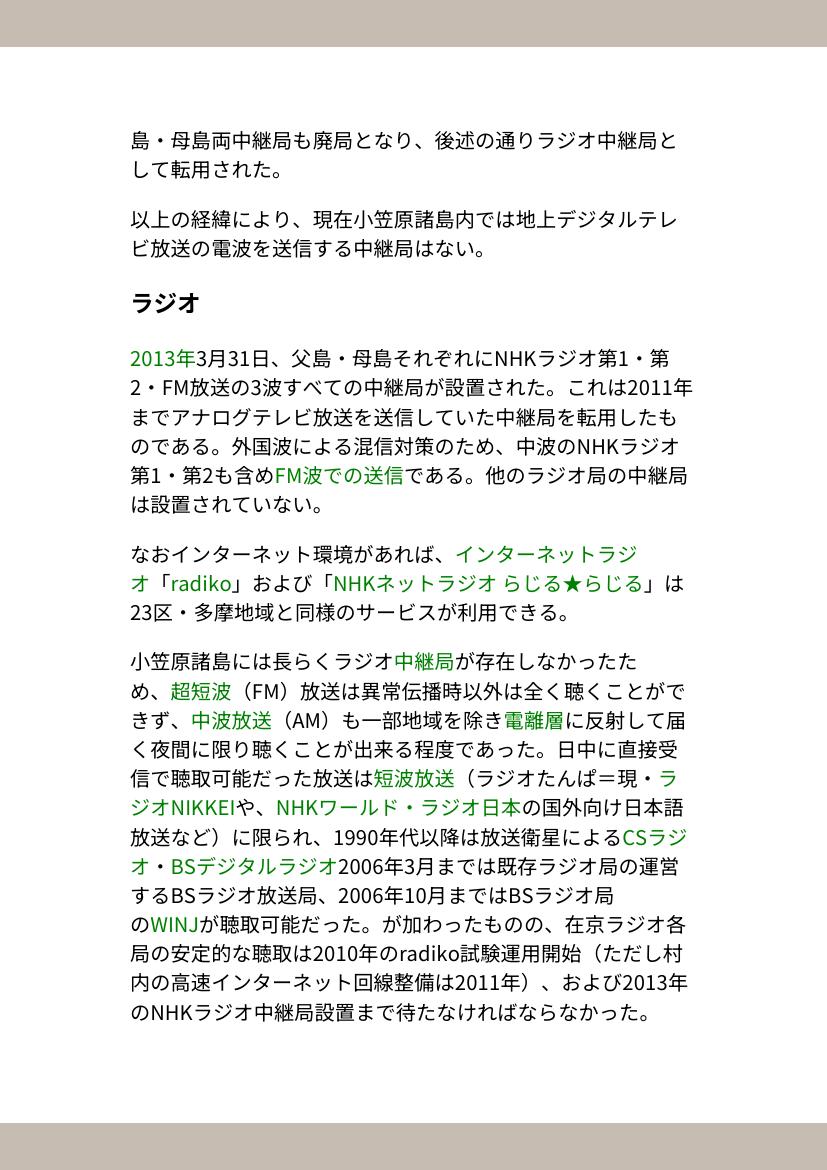 島・母島両中継局も廃局となり、後述の通りラジオ中継局と
して転用された。
以上の経緯により、現在小笠原諸島内では地上デジタルテレ
ビ放送の電波を送信する中継局はない。
ラジオ
2013年3月31日、父島・母島それぞれにNHKラジオ第1・第
2・FM放送の3波すべての中継局が設置された。これは2011年
までアナログテレビ放送を送信していた中継局を転用したも
のである。外国波による混信対策のため、中波のNHKラジオ
第1・第2も含めFM波での送信である。他のラジオ局の中継局
は設置されていない。
なおインターネット環境があれば、インターネットラジ
オ「radiko」および「NHKネットラジオ らじる★らじる」は
23区・多摩地域と同様のサービスが利用できる。
小笠原諸島には長らくラジオ中継局が存在しなかったた
め、超短波（FM）放送は異常伝播時以外は全く聴くことがで
きず、中波放送（AM）も一部地域を除き電離層に反射して届
く夜間に限り聴くことが出来る程度であった。日中に直接受
信で聴取可能だった放送は短波放送（ラジオたんぱ＝現・ラ
ジオNIKKEIや、NHKワールド・ラジオ日本の国外向け日本語
放送など）に限られ、1990年代以降は放送衛星によるCSラジ
オ・BSデジタルラジオ2006年3月までは既存ラジオ局の運営
するBSラジオ放送局、2006年10月まではBSラジオ局
のWINJが聴取可能だった。が加わったものの、在京ラジオ各
局の安定的な聴取は2010年のradiko試験運用開始（ただし村
内の高速インターネット回線整備は2011年）、および2013年
のNHKラジオ中継局設置まで待たなければならなかった。